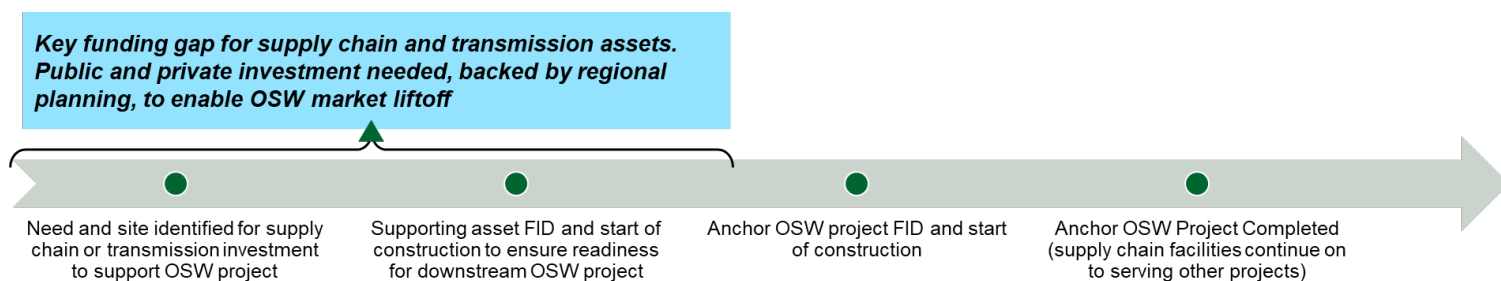 Key funding gap for supply chain and transmission assets.
Public and private investment needed, backed by regional
planning, to enable OSW market liftoff
Need and site identified for supply
chain or transmission investment
to support OSW project
Supporting asset FID and start of
construction to ensure readiness
for downstream OSW project
Anchor OSW project FID and start
of construction
Anchor OSW Project Completed
(supply chain facilities continue on
to serving other projects)